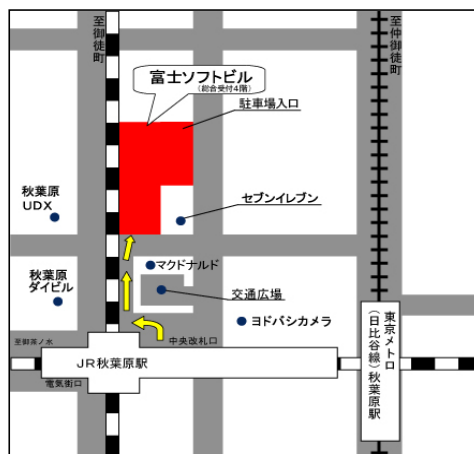 至御徒町
至仲御徒町
富士ソフトビル
(総合受付4階)
駐車場入口
秋葉原
UDX
セブンイレブン
秋葉原
ダイビル
マクドナルド
交通広場
ヨドバシカメラ
至御茶ノ水
中央改札口
JR秋葉原駅
電気街口
東京メトロ
(日比谷線)秋葉原駅